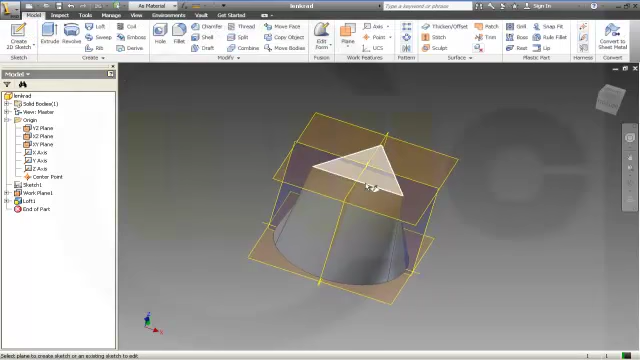 As Material
lenkrad
Type a keyword or phrase
Sign In
Model Inspect Tools Manage View Environments Vault Get Started
Create 2D Sketch
Extrude
Revolve
Loft
Coil
Sweep
Emboss
Rib
Derive
Hole
Fillet
Chamfer
Thread
Move Face
Shell
Split
Copy Object
Draft
Combine
Move Bodies
Edit Form
Plane
Axis
Point
UCS
Thicken/Offset
Patch
Stitch
Trim
Sculpt
Grill
Snap Fit
Boss
Rule Fillet
Rest
Lip
Convert to Sheet Metal
Sketch
Create
Modify
Fusion
Work Features
Pattern
Surface
Plastic Part
Convert
Model
lenkrad
Solid Bodies(1)
View: Master
Origin
YZ Plane
XZ Plane
XY Plane
X Axis
Y Axis
Z Axis
Center Point
Sketch1
Work Plane1
Loft1
End of Part
Select plane to create sketch or an existing sketch to edit